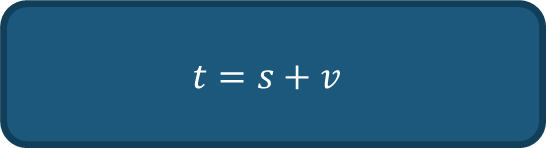 t = s + v